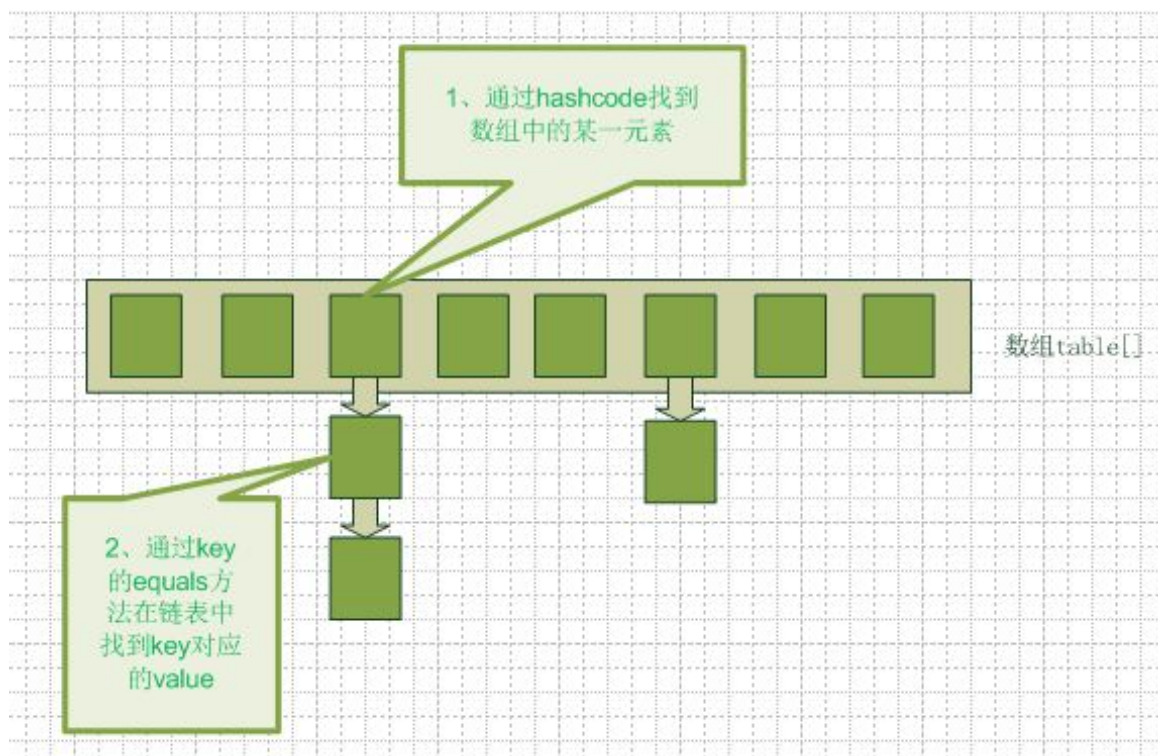 1、通过hashcode找到
数组中的某一元素
数组table[]
2、通过key
的equals方
法在链表中
找到key对应
的value